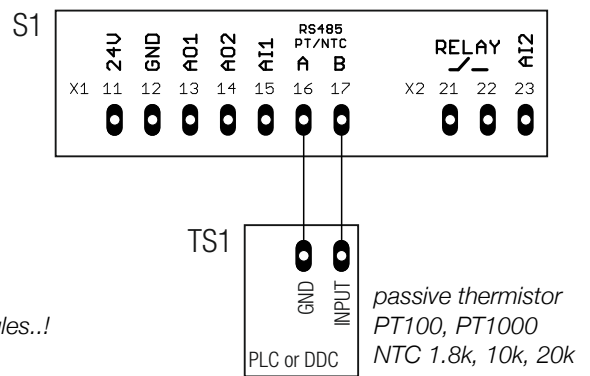 S1
RS485
PT/NTC
24V GND AO1 AO2 AI1 A B RELAY AI2
X1 11 12 13 14 15 16 17 X2 21 22 23
TS1
GND INPUT
PLC or DDC
passive thermistor
PT100, PT1000
NTC 1.8k, 10k, 20k